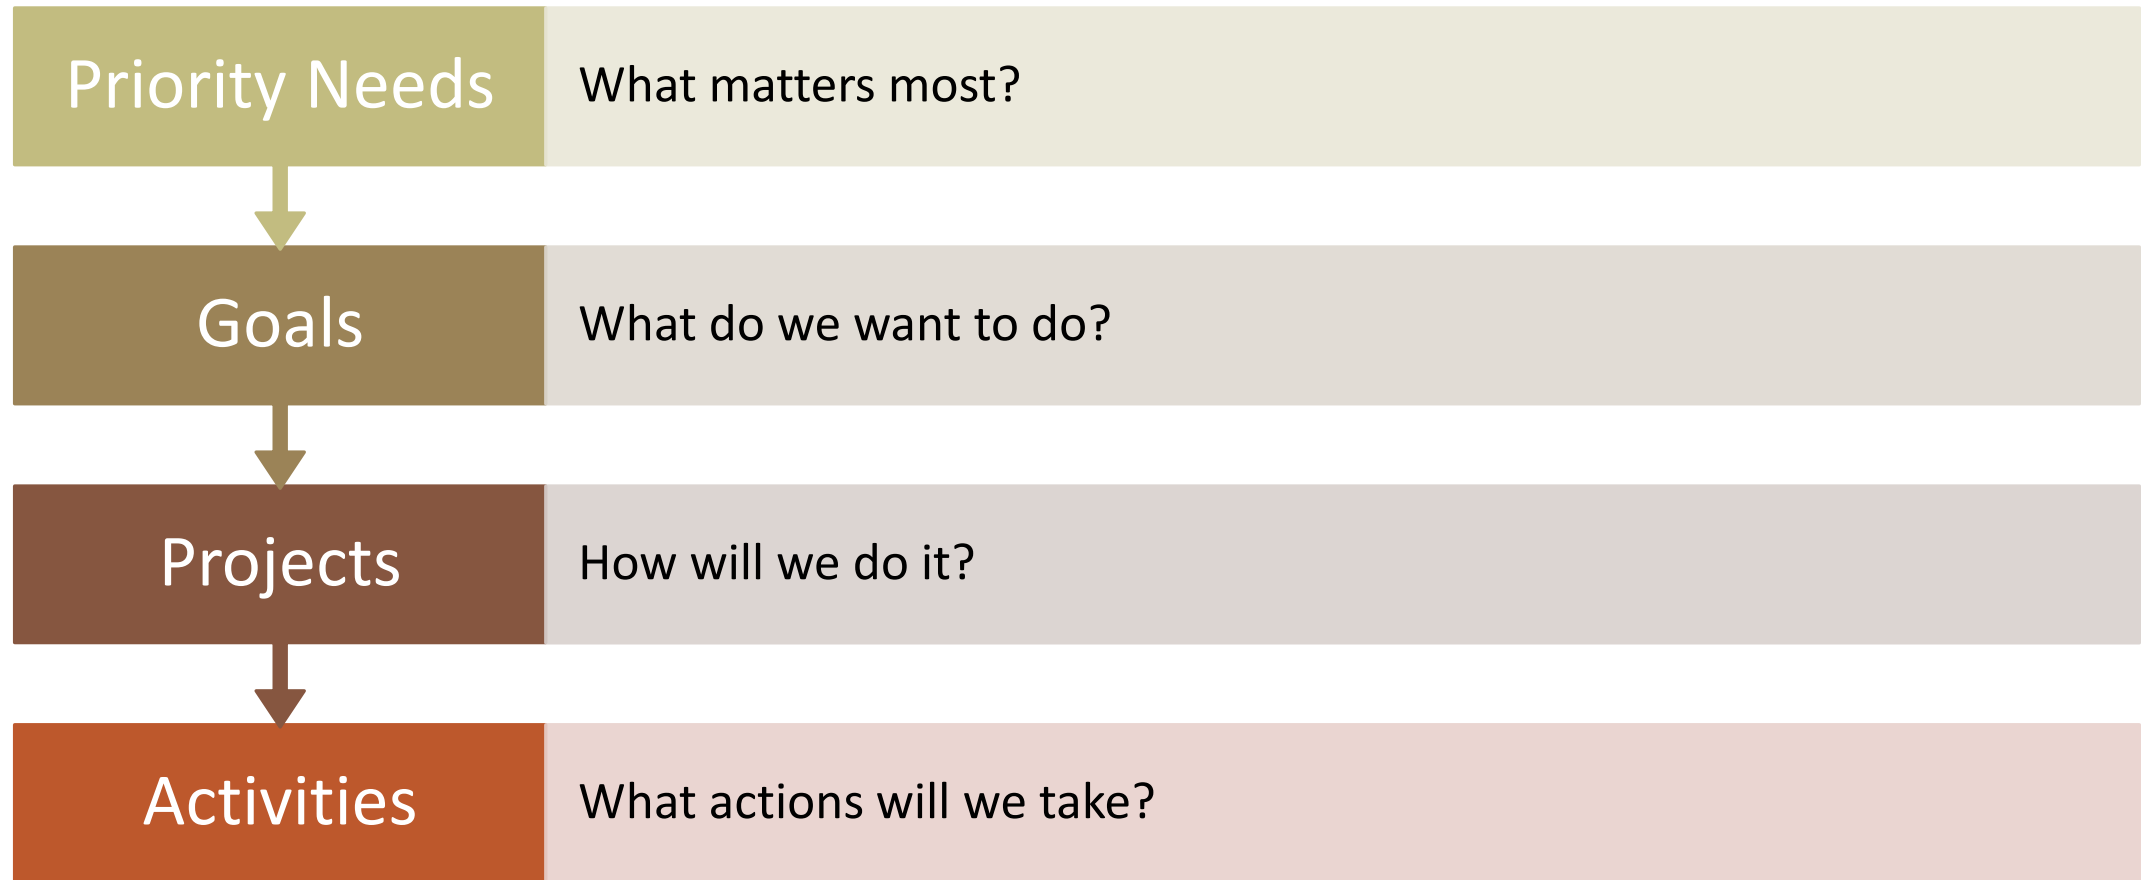 Priority Needs
What matters most?
Goals
What do we want to do?
Projects
How will we do it?
Activities
What actions will we take?